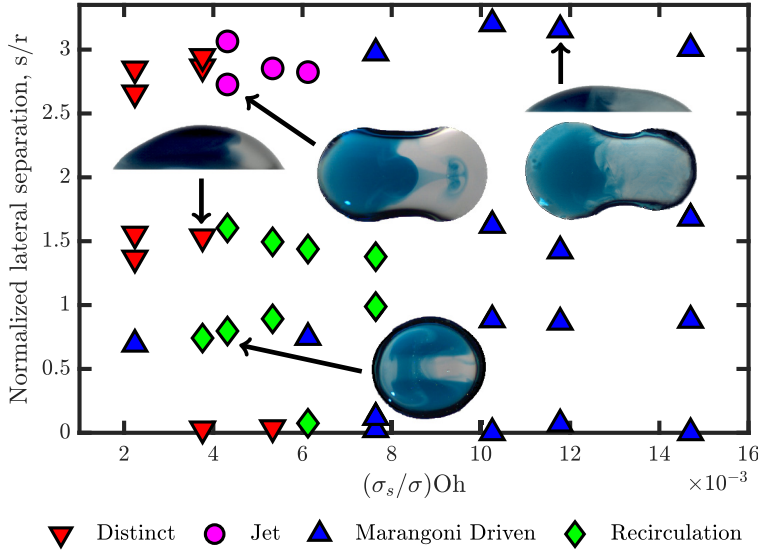 Normalized lateral separation, s/r
3
2.5
2
1.5
1
0.5
0
2 4 6 8 10 12 14 16
(σₛ/σ)Oh
×10⁻³
Distinct Jet Marangoni Driven Recirculation